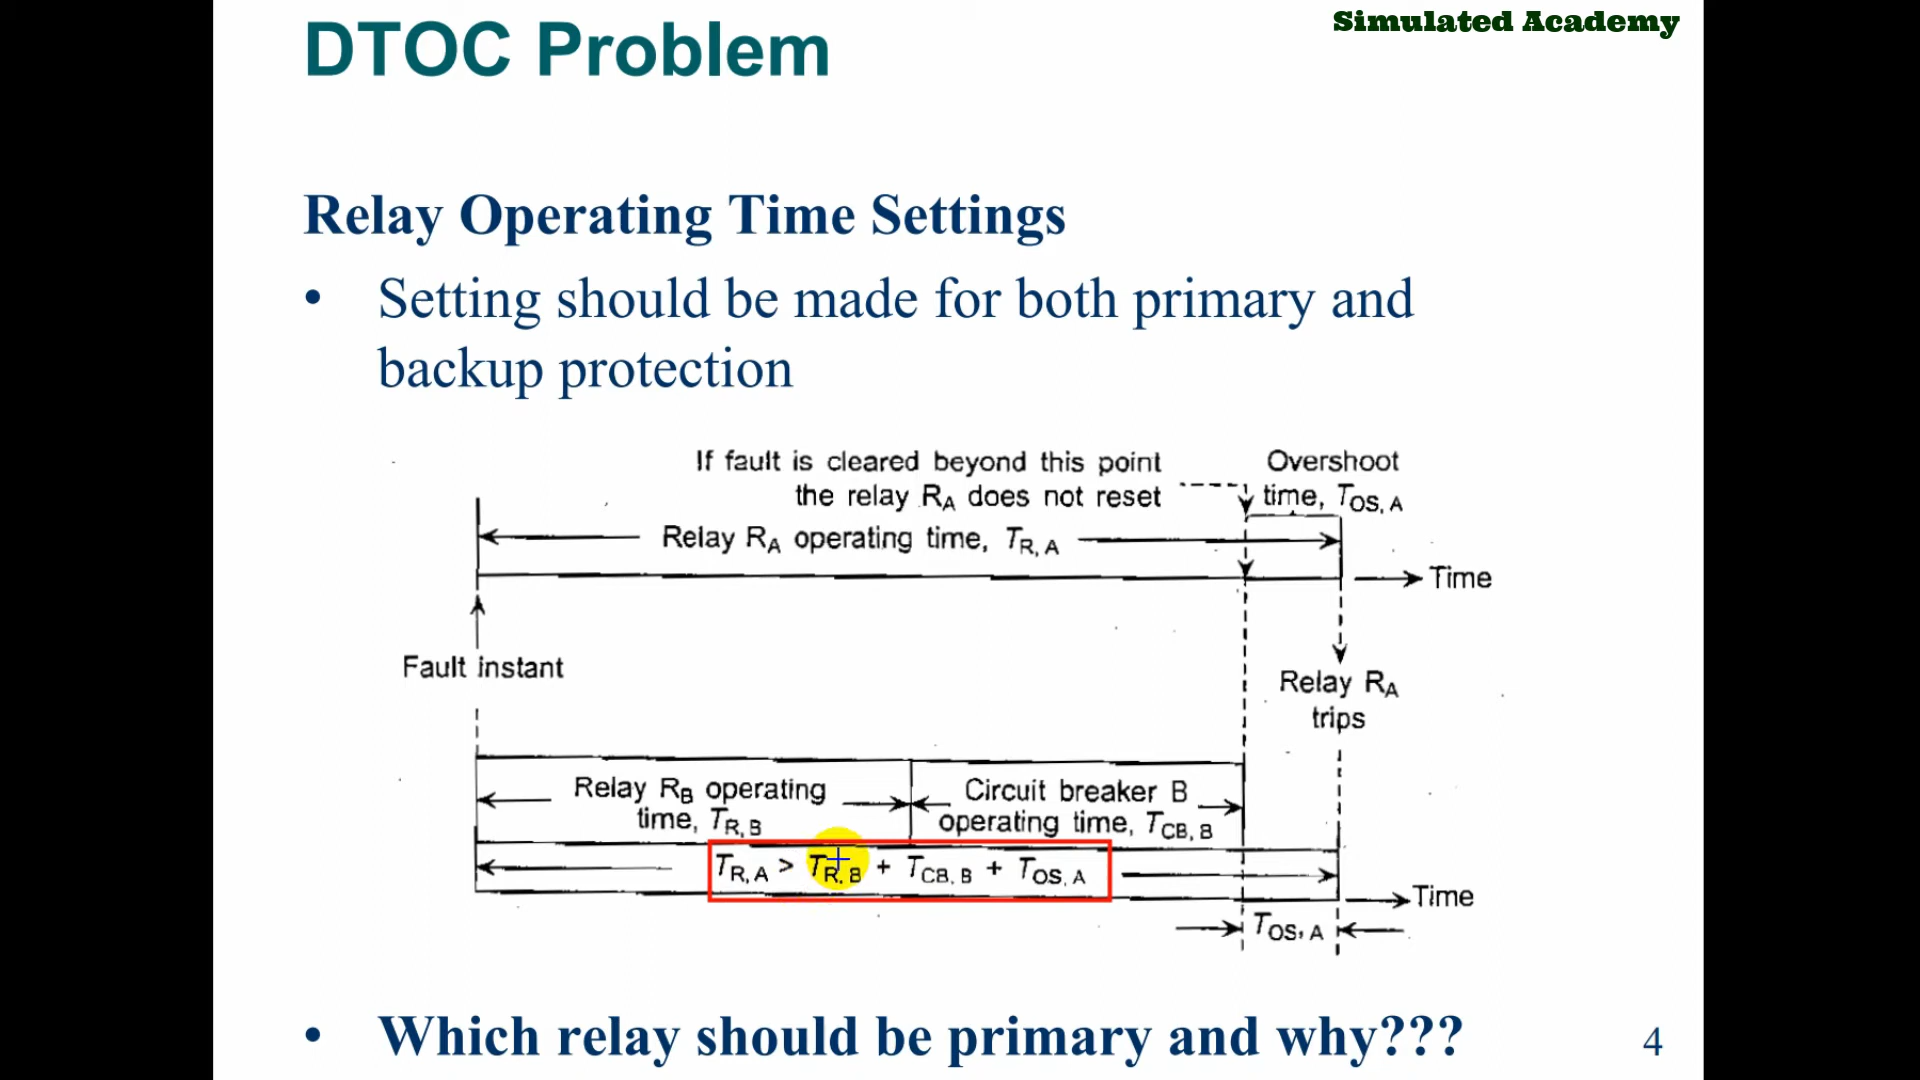 Simulated Academy
DTOC Problem
Relay Operating Time Settings
• Setting should be made for both primary and
backup protection
If fault is cleared beyond this point
the relay RA does not reset
Overshoot
time, TOS, A
Relay RA operating time, TR, A
Time
Fault instant
Relay RA
trips
Relay RB operating
time, TR, B
Circuit breaker B
operating time, TCB, B
TR, A > TR, B + TCB, B + TOS, A
Time
TOS, A
• Which relay should be primary and why???
4